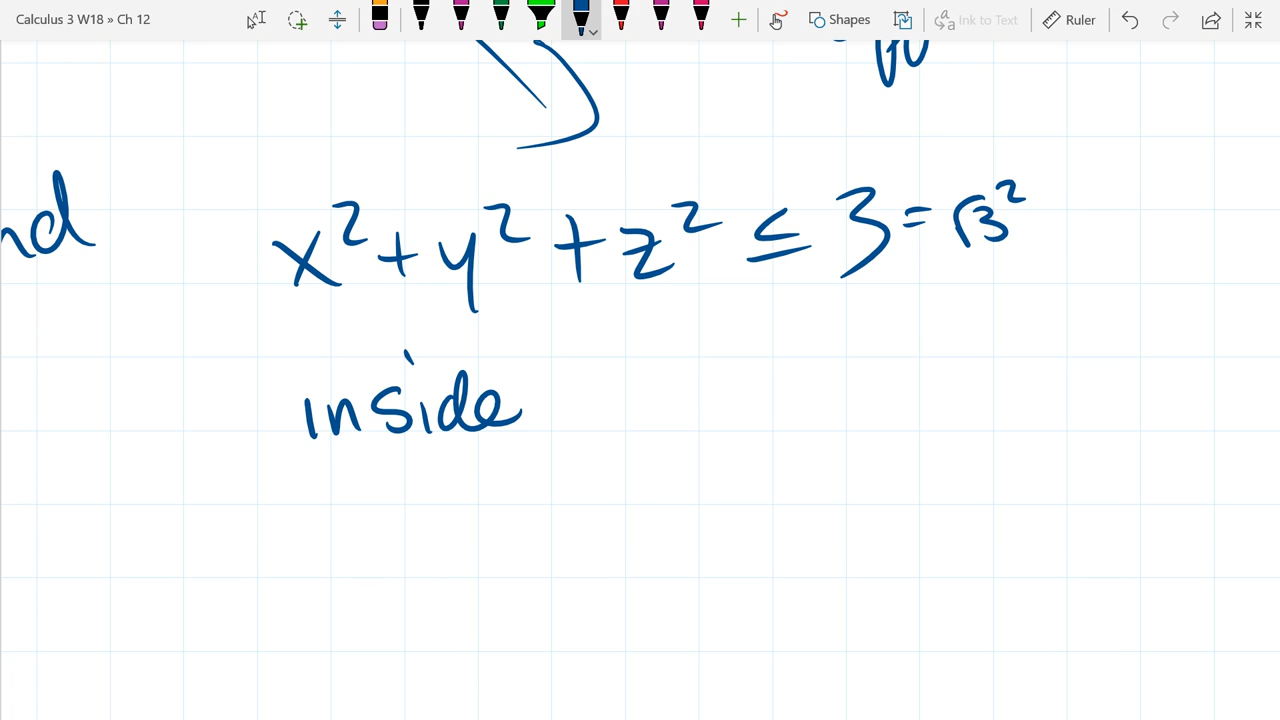 Calculus 3 W18 » Ch 12
Shapes
Ink to Text
Ruler
x² + y² + z² ≤ 3 = √3²
inside